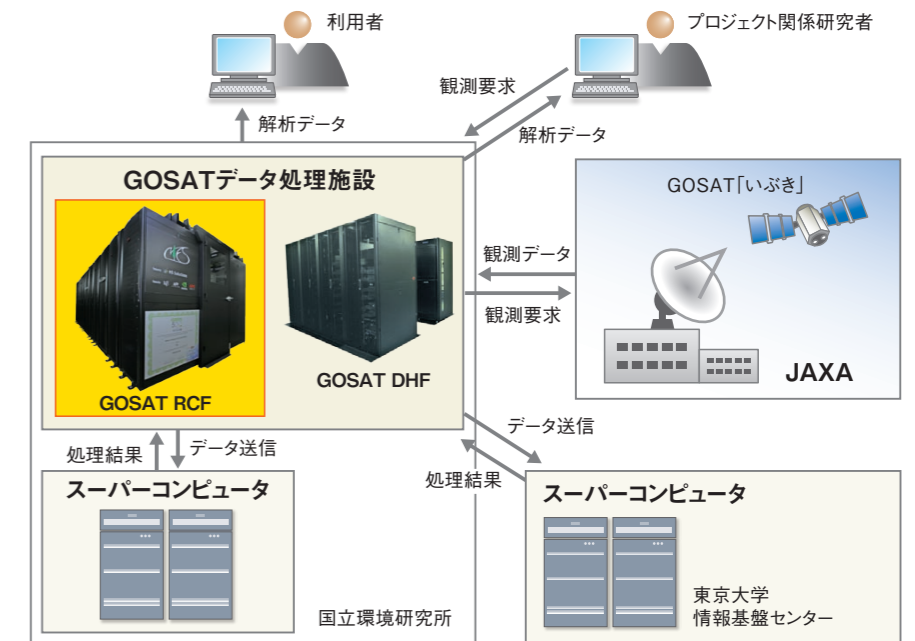 利用者
プロジェクト関係研究者
観測要求
解析データ
解析データ
GOSATデータ処理施設
GOSAT「いぶき」
観測データ
観測要求
GOSAT DHF
JAXA
GOSAT RCF
データ送信
処理結果
データ送信
処理結果
スーパーコンピュータ
スーパーコンピュータ
東京大学
情報基盤センター
国立環境研究所